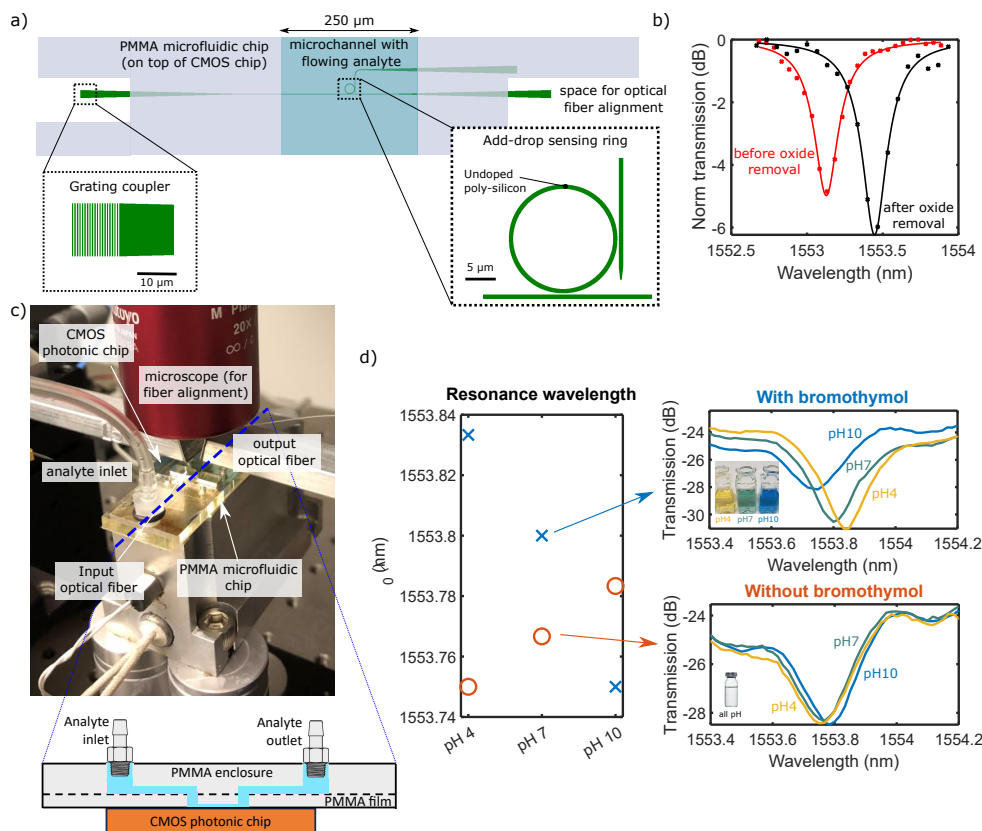 a)
250 µm
PMMA microfluidic chip
(on top of CMOS chip)
microchannel with
flowing analyte
space for optical
fiber alignment
Grating coupler
10 µm
Add-drop sensing ring
Undoped
poly-silicon
5 µm
b)
Norm transmission (dB)
0
-2
-4
-6
before oxide
removal
after oxide
removal
1552.5
1553
1553.5
1554
Wavelength (nm)
c)
CMOS
photonic chip
M
20X
microscope (for
fiber alignment)
output
optical fiber
analyte inlet
Input
optical fiber
PMMA microfluidic
chip
Analyte
inlet
Analyte
outlet
PMMA enclosure
PMMA film
CMOS photonic chip
d)
Resonance wavelength
1553.84
1553.82
1553.8
1553.78
1553.76
1553.74
λ0 (nm)
pH 4
pH 7
pH 10
With bromothymol
Transmission (dB)
-24
-26
-28
-30
pH10
pH7
pH4
pH4
pH7
pH10
1553.4
1553.6
1553.8
1554
1554.2
Wavelength (nm)
Without bromothymol
Transmission (dB)
-24
-26
-28
pH7
pH10
pH4
all pH
1553.4
1553.6
1553.8
1554
1554.2
Wavelength (nm)